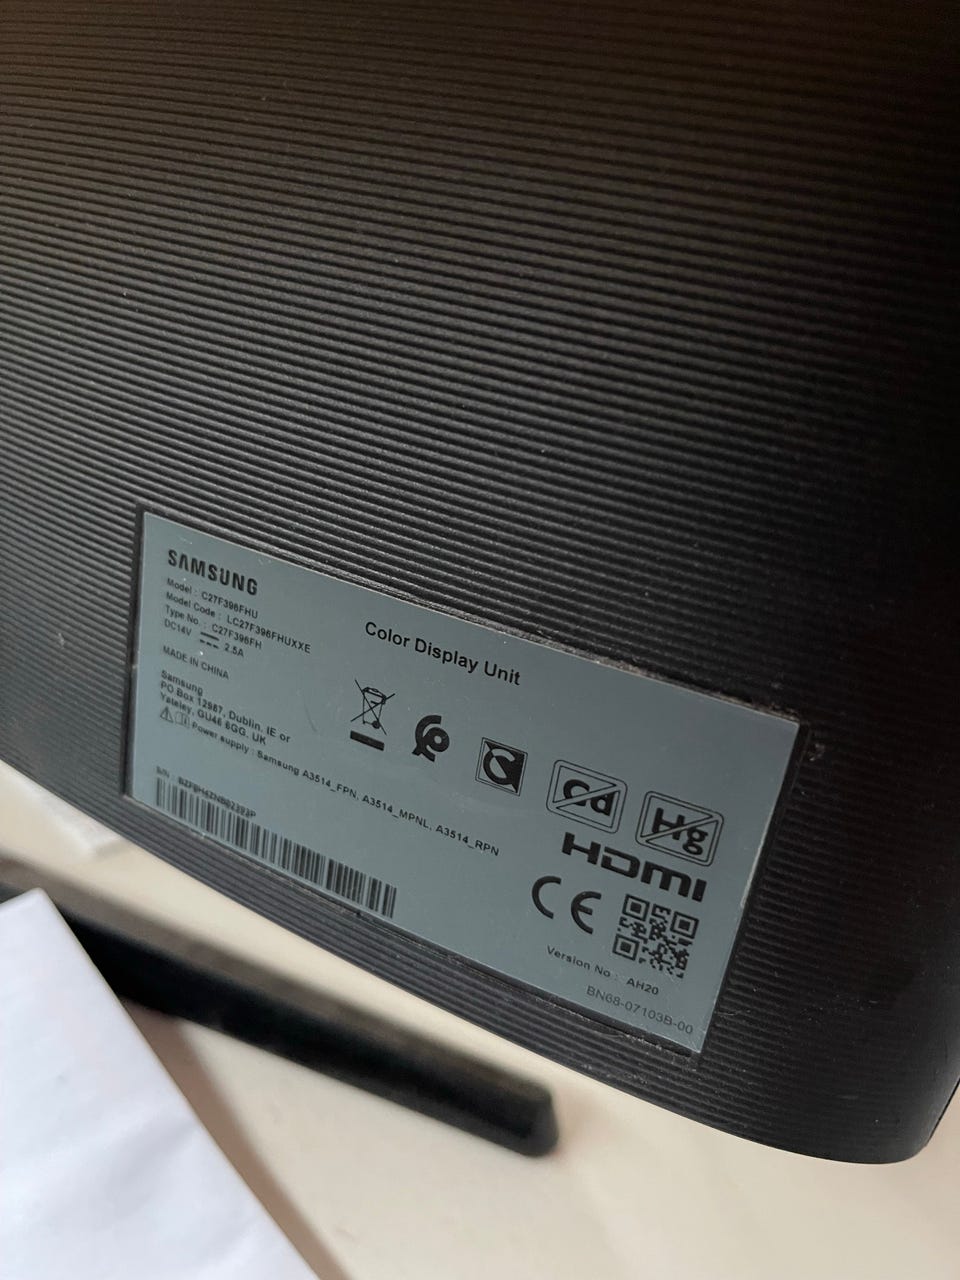 SAMSUNG
Model : C27F396FHU
Model Code : LC27F396FHUXXE
Type No. : C27F396FH
DC14V 2.5A
MADE IN CHINA
Color Display Unit
Samsung
PO Box 12987, Dublin. IE or
Yateley, GU46 6GG. UK
Power supply : Samsung A3514_FPN, A3514_MPNL, A3514_RPN
S/N :
Cd
Hg
HDMI
CE
Version No : AH20
BN68-07103B-00